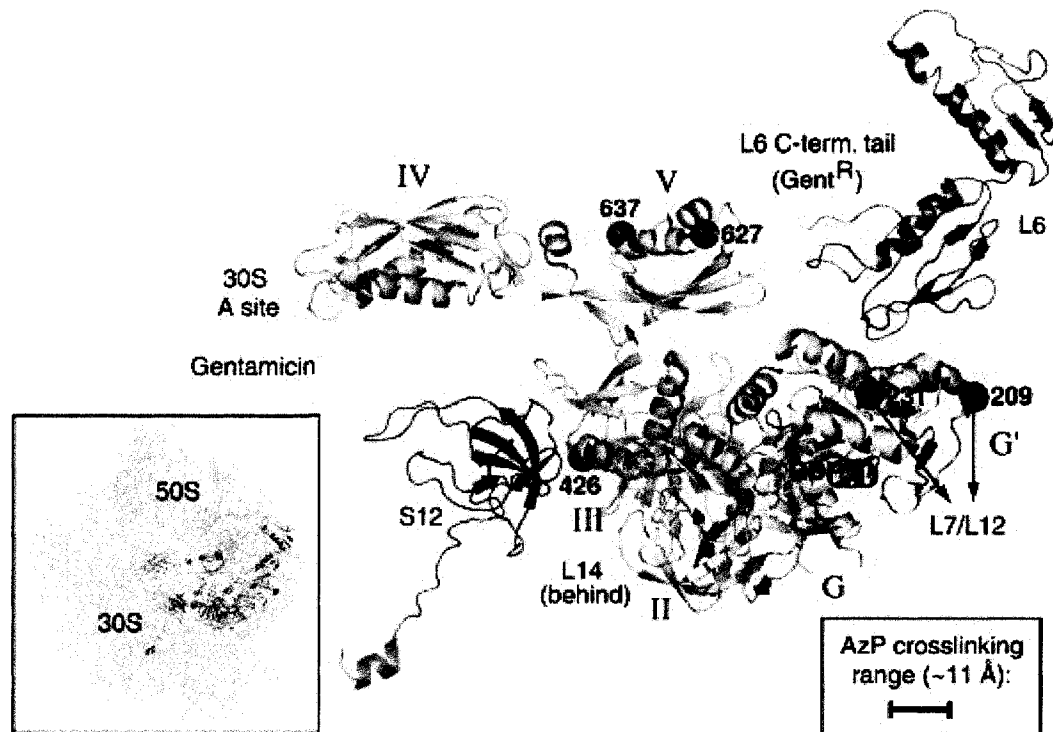 L6 C-term. tail
(Gent^R)
IV
V
637
627
L6
30S
A site
Gentamicin
231
209
G'
50S
426
S12
III
L7/L12
L14
(behind)
II
G
30S
AzP crosslinking
range (~11 Å):